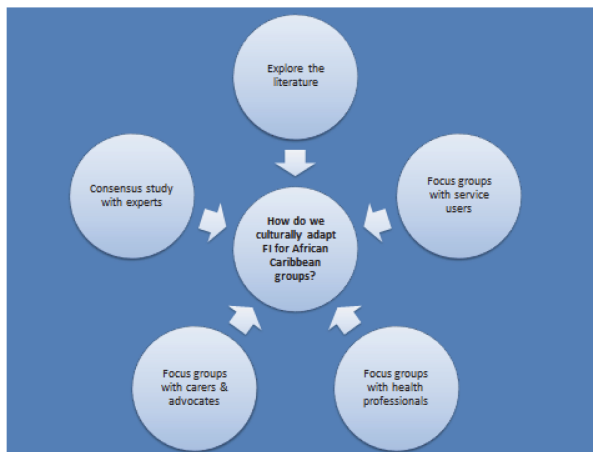 Explore the
literature
Consensus study
with experts
Focus groups
with service
users
How do we
culturally adapt
FI for African
Caribbean
groups?
Focus groups
with carers &
advocates
Focus groups
with health
professionals